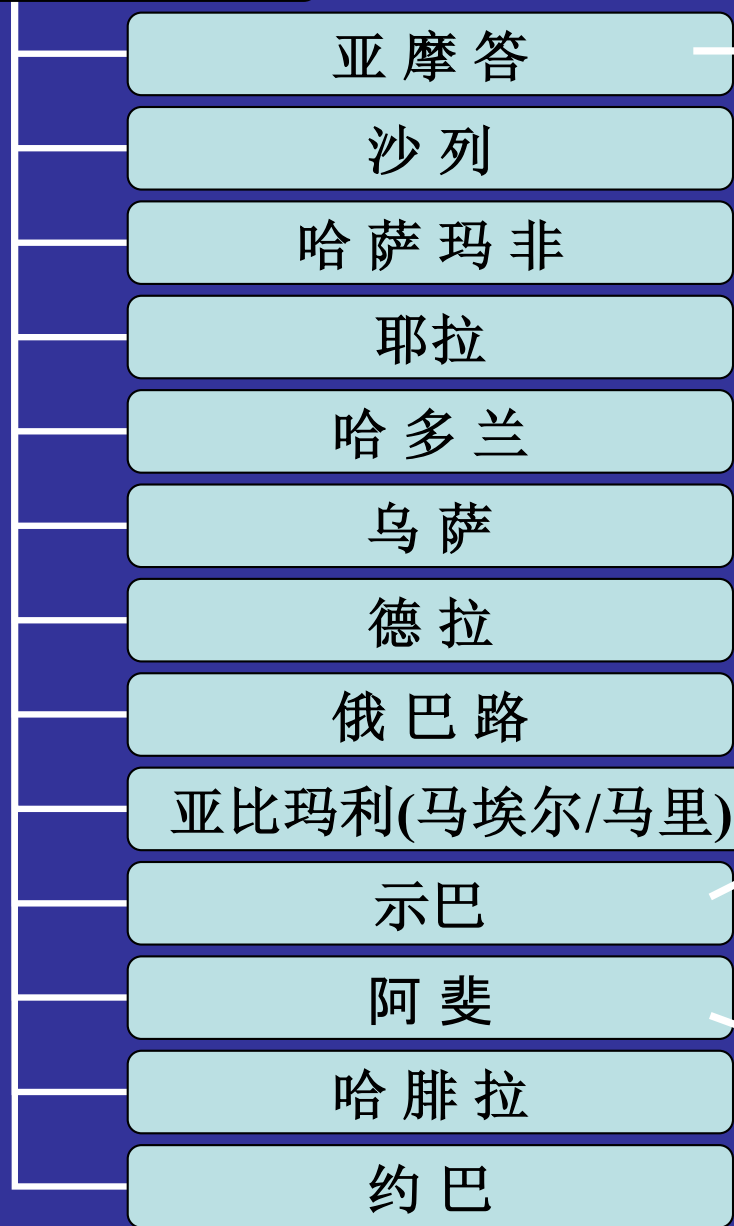 亚摩答
沙列
哈萨玛非
耶拉
哈多兰
乌萨
德拉
俄巴路
亚比玛利(马埃尔/马里)
示巴
阿斐
哈腓拉
约巴